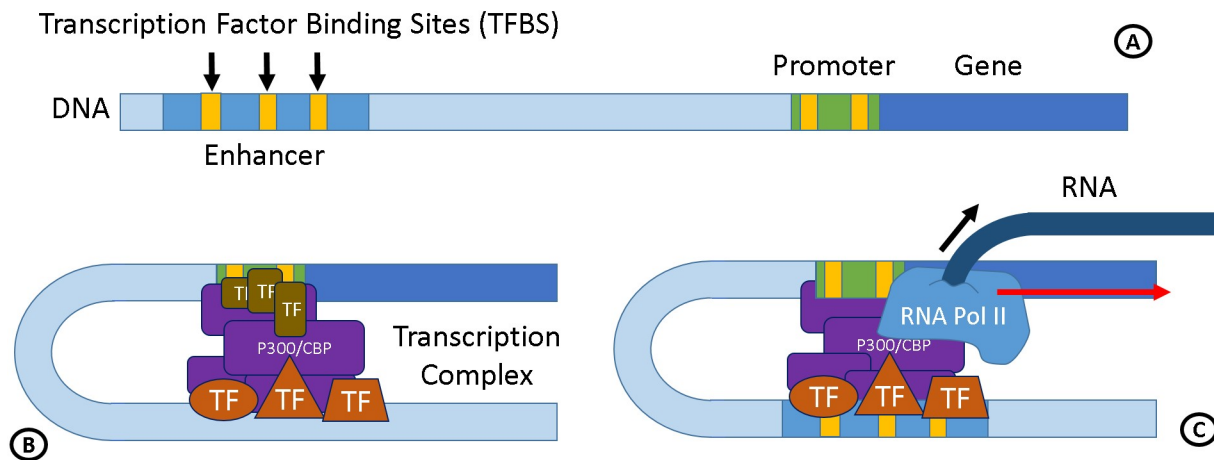 Transcription Factor Binding Sites (TFBS)
A
Promoter Gene
DNA
Enhancer
RNA
TF
TF
TF
RNA Pol II
P300/CBP
Transcription
Complex
P300/CBP
TF TF TF
TF TF TF
B
C